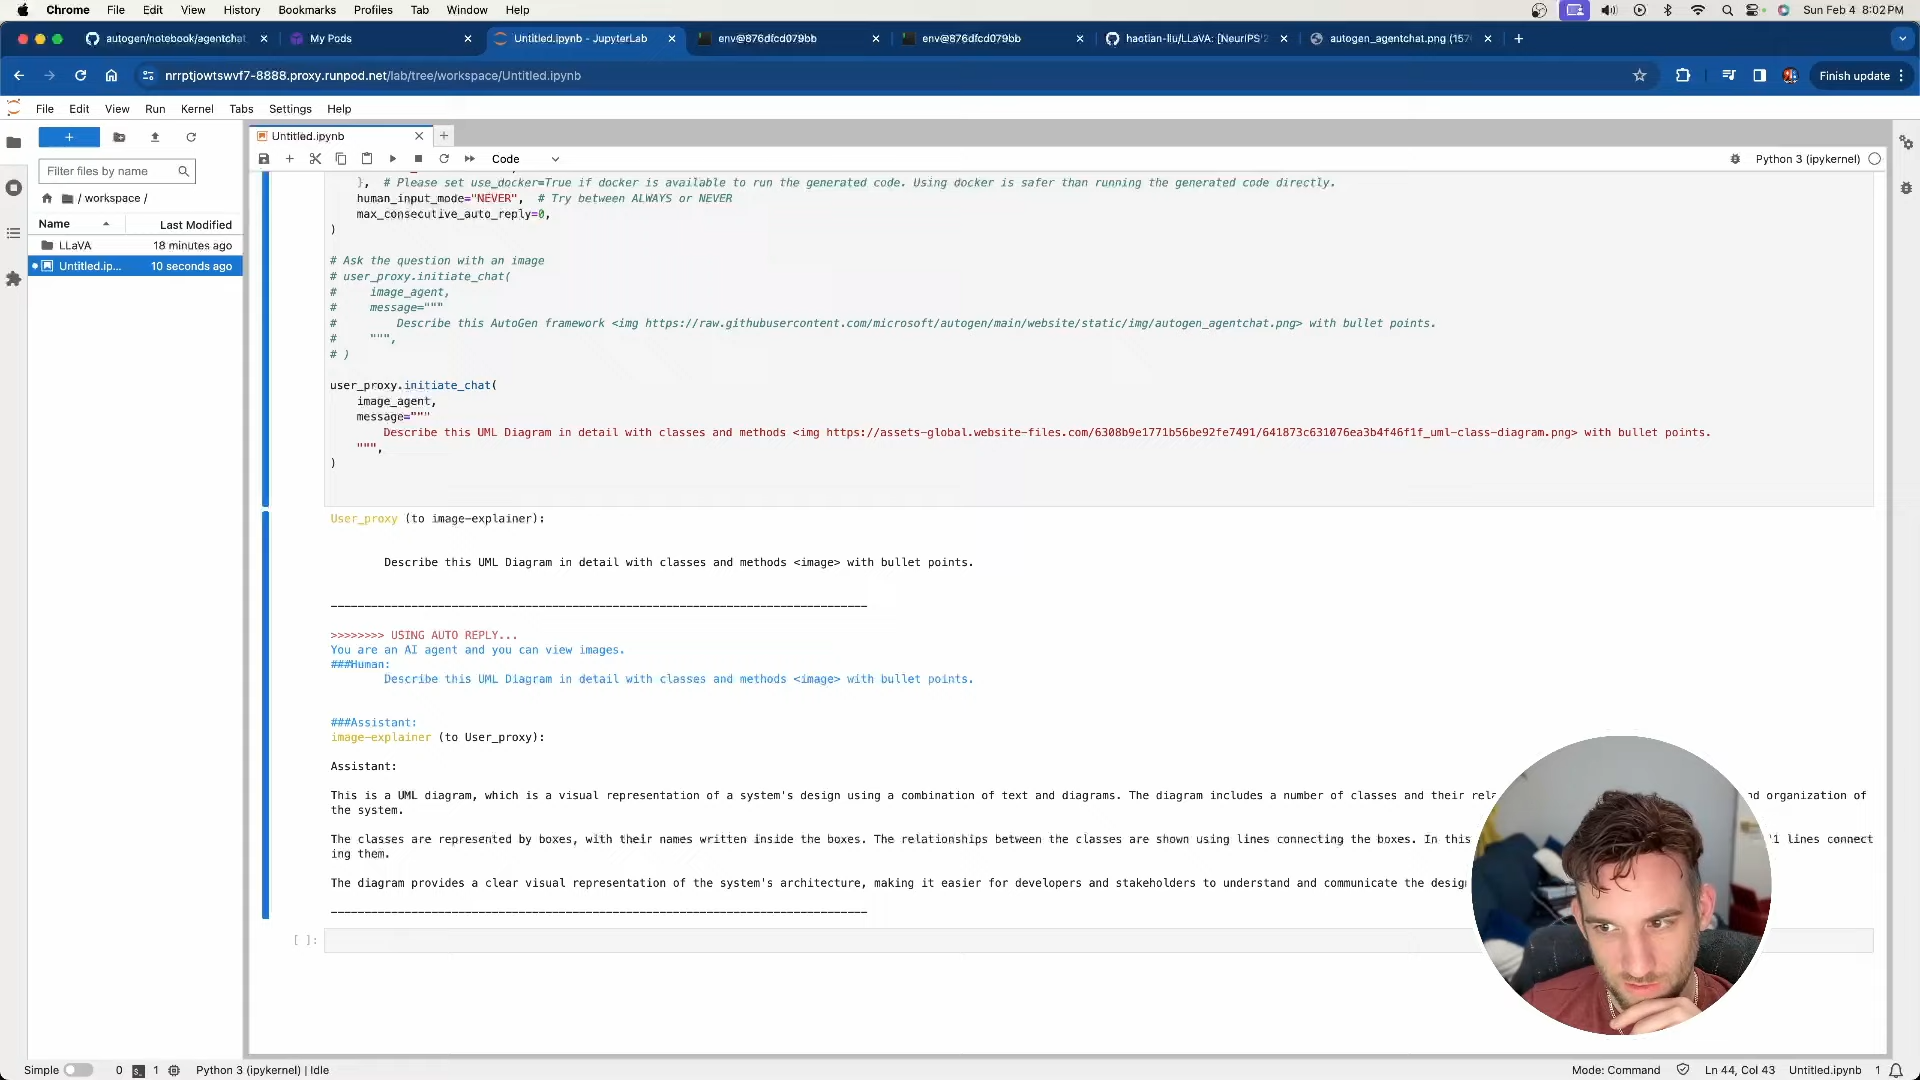 Chrome File Edit View History Bookmarks Profiles Tab Window Help Sun Feb 4 8:02 PM
autogen/notebook/agentchat My Pods Untitled.ipynb - JupyterLab env@876dfcd079bb env@876dfcd079bb haotian-liu/LLaVA: [NeurIPS'2 autogen_agentchat.png (157
nrrptjowtswvf7-8888.proxy.runpod.net/lab/tree/workspace/Untitled.ipynb Finish update
File Edit View Run Kernel Tabs Settings Help
Untitled.ipynb
Code Python 3 (ipykernel)
Filter files by name
/ workspace /
Name Last Modified
LLaVA 18 minutes ago
Untitled.ip... 10 seconds ago
}, # Please set use_docker=True if docker is available to run the generated code. Using docker is safer than running the generated code directly.
human_input_mode="NEVER", # Try between ALWAYS or NEVER
max_consecutive_auto_reply=0,
)
# Ask the question with an image
# user_proxy.initiate_chat(
# image_agent,
# message="""
# Describe this AutoGen framework <img https://raw.githubusercontent.com/microsoft/autogen/main/website/static/img/autogen_agentchat.png> with bullet points.
# """,
# )
user_proxy.initiate_chat(
image_agent,
message="""
Describe this UML Diagram in detail with classes and methods <img https://assets-global.website-files.com/6308b9e1771b56be92fe7491/641873c631076ea3b4f46f1f_uml-class-diagram.png> with bullet points.
""",
)
User_proxy (to image-explainer):
Describe this UML Diagram in detail with classes and methods <image> with bullet points.
--------------------------------------------------------------------------------
>>>>>>>> USING AUTO REPLY...
You are an AI agent and you can view images.
###Human:
Describe this UML Diagram in detail with classes and methods <image> with bullet points.
###Assistant:
image-explainer (to User_proxy):
Assistant:
This is a UML diagram, which is a visual representation of a system's design using a combination of text and diagrams. The diagram includes a number of classes and their rela d organization of
the system.
The classes are represented by boxes, with their names written inside the boxes. The relationships between the classes are shown using lines connecting the boxes. In this '1 lines connect
ing them.
The diagram provides a clear visual representation of the system's architecture, making it easier for developers and stakeholders to understand and communicate the desig
--------------------------------------------------------------------------------
[ ]:
Simple 0 1 Python 3 (ipykernel) | Idle Mode: Command Ln 44, Col 43 Untitled.ipynb 1